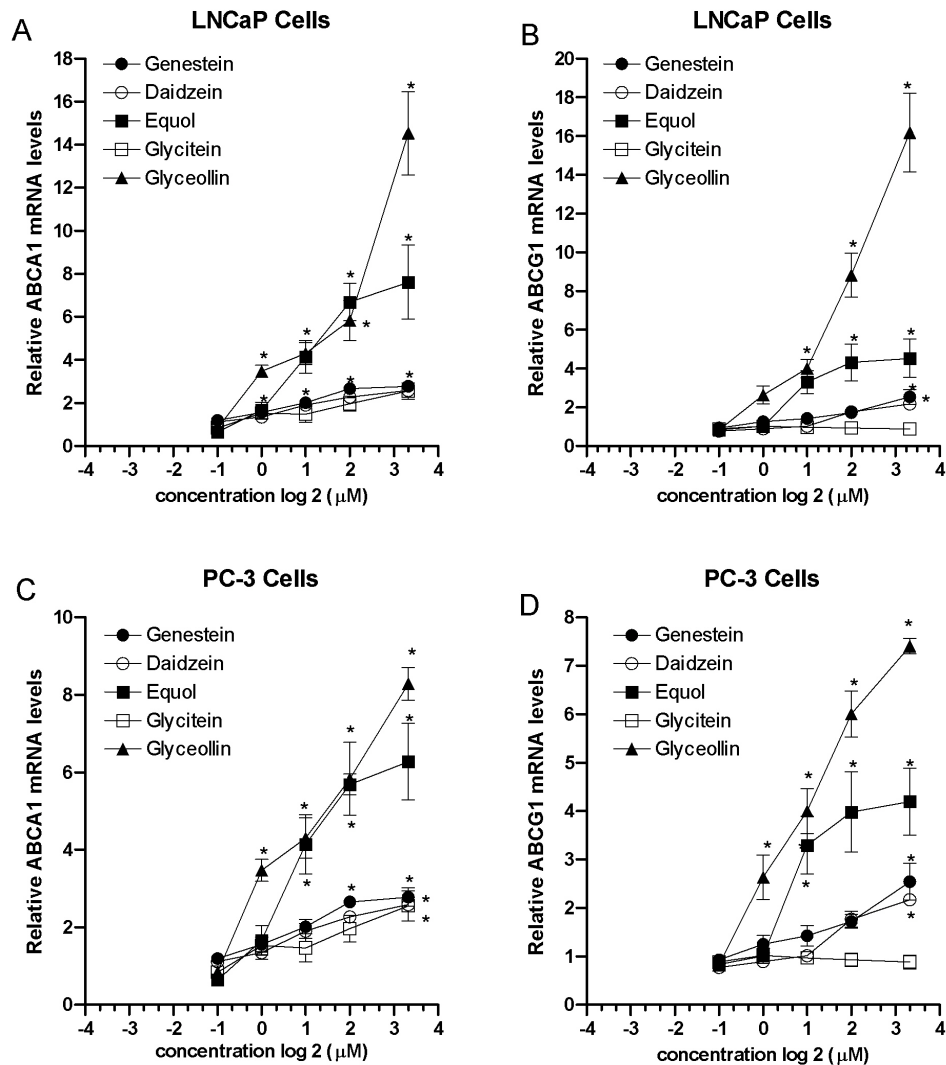 A
LNCaP Cells
Relative ABCA1 mRNA levels
18
16
14
12
10
8
6
4
2
0
Genestein
Daidzein
Equol
Glycitein
Glyceollin
* * * * * * * * * * * *
-4 -3 -2 -1 0 1 2 3 4
concentration log 2 (μM)
B
LNCaP Cells
Relative ABCG1 mRNA levels
20
18
16
14
12
10
8
6
4
2
0
Genestein
Daidzein
Equol
Glycitein
Glyceollin
* * * * * * *
-4 -3 -2 -1 0 1 2 3 4
concentration log 2 (μM)
C
PC-3 Cells
Relative ABCA1 mRNA levels
10
8
6
4
2
0
Genestein
Daidzein
Equol
Glycitein
Glyceollin
* * * * * * * * * * *
-4 -3 -2 -1 0 1 2 3 4
concentration log 2 (μM)
D
PC-3 Cells
Relative ABCG1 mRNA levels
8
7
6
5
4
3
2
1
0
Genestein
Daidzein
Equol
Glycitein
Glyceollin
* * * * * * * * *
-4 -3 -2 -1 0 1 2 3 4
concentration log 2 (μM)